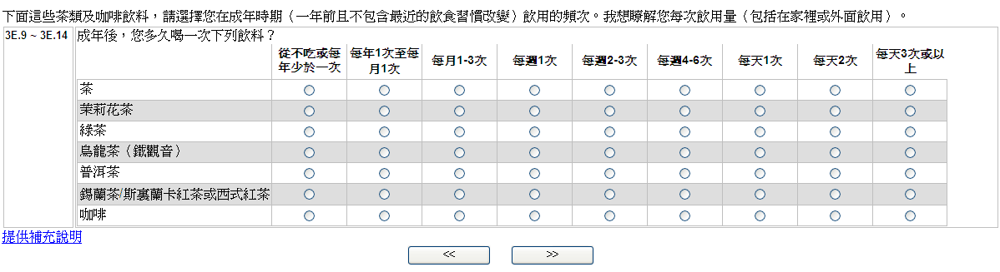 下面這些茶類及咖啡飲料，請選擇您在成年時期（一年前且不包含最近的飲食習慣改變）飲用的頻次。我想瞭解您每次飲用量（包括在家裡或外面飲用）。
3E.9 ~ 3E.14 成年後，您多久喝一次下列飲料？
從不吃或每年少於一次 每年1次至每月1次 每月1-3次 每週1次 每週2-3次 每週4-6次 每天1次 每天2次 每天3次或以上
茶
茉莉花茶
綠茶
烏龍茶（鐵觀音）
普洱茶
錫蘭茶/斯裏蘭卡紅茶或西式紅茶
咖啡
提供補充說明
<< >>